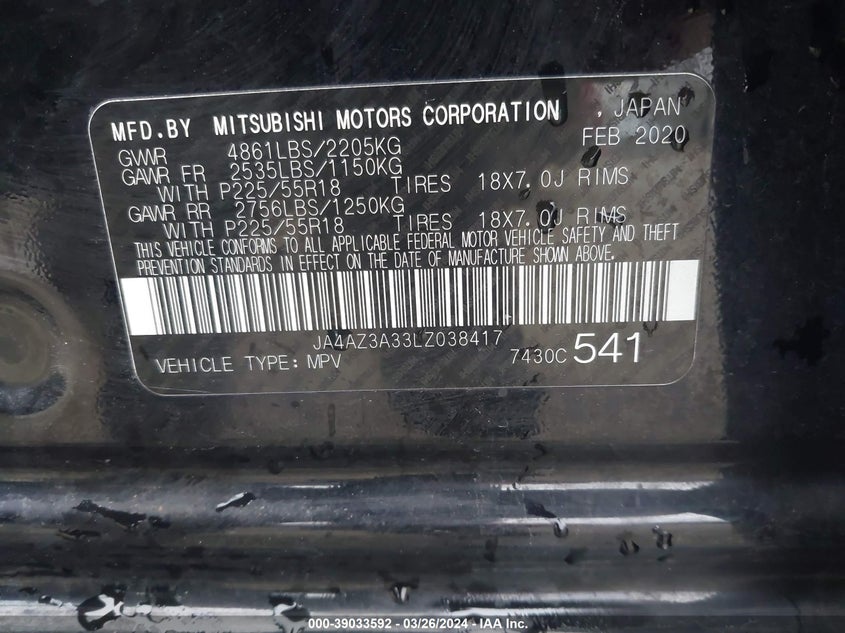 MFD.BY MITSUBISHI MOTORS CORPORATION , JAPAN
FEB 2020
GVWR 4861LBS/2205KG
GAWR FR 2535LBS/1150KG
WITH P225/55R18 TIRES 18X7.0J RIMS
GAWR RR 2756LBS/1250KG
WITH P225/55R18 TIRES 18X7.0J RIMS
THIS VEHICLE CONFORMS TO ALL APPLICABLE FEDERAL MOTOR VEHICLE SAFETY AND THEFT
PREVENTION STANDARDS IN EFFECT ON THE DATE OF MANUFACTURE SHOWN ABOVE.
JA4AZ3A33LZ038417
VEHICLE TYPE: MPV 7430C 541
000-39033592 - 03/26/2024 - IAA Inc.